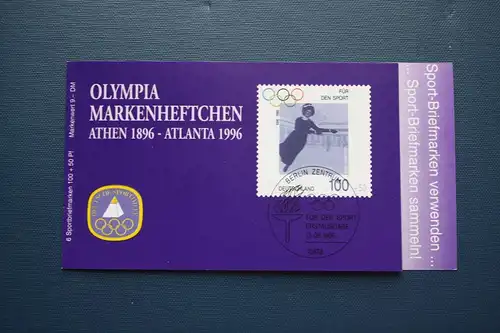 OLYMPIA
MARKENHEFTCHEN
ATHEN 1896 - ATLANTA 1996
6 Sportbriefmarken 100 + 50 Pf
Markenwert 9.– DM
FÜR
DEN SPORT
DEUTSCHLAND
100
+50
BERLIN ZENTRUM
FÜR DEN SPORT
Sport-Briefmarken verwenden ...
... Sport-Briefmarken sammeln!